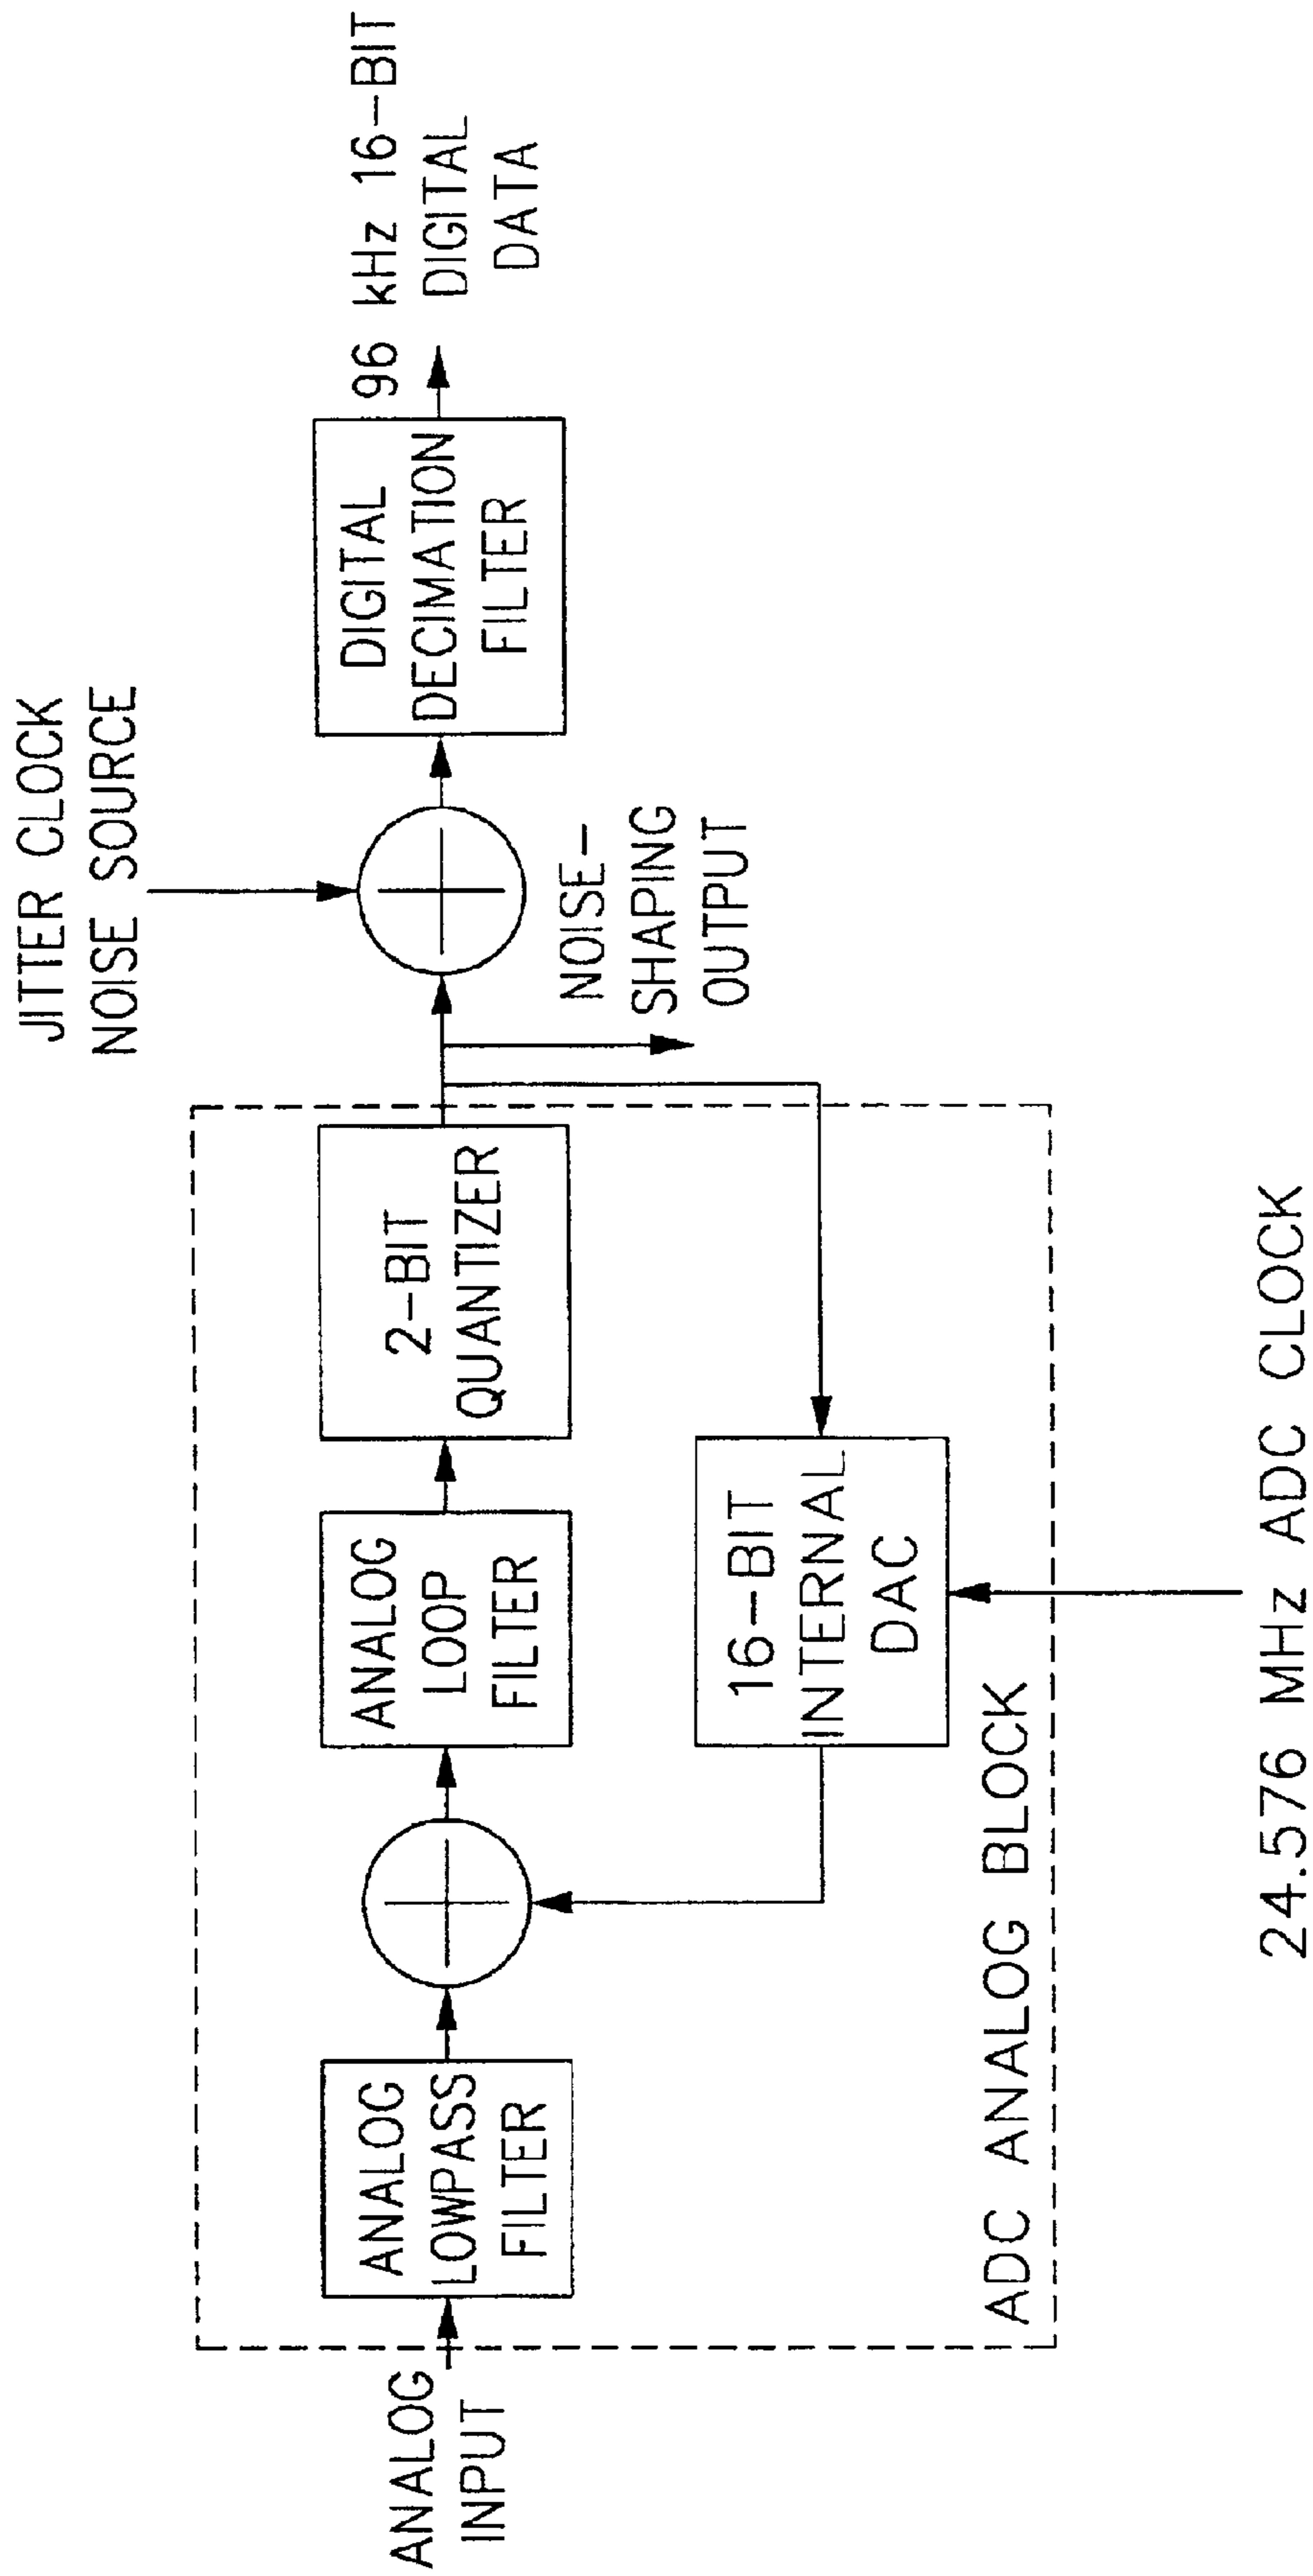 JITTER CLOCK
NOISE SOURCE
ANALOG
INPUT
ANALOG
LOWPASS
FILTER
ANALOG
LOOP
FILTER
2-BIT
QUANTIZER
DIGITAL
DECIMATION
FILTER
96 kHz 16-BIT
DIGITAL
DATA
NOISE-
SHAPING
OUTPUT
16-BIT
INTERNAL
DAC
ADC ANALOG BLOCK
24.576 MHz ADC CLOCK